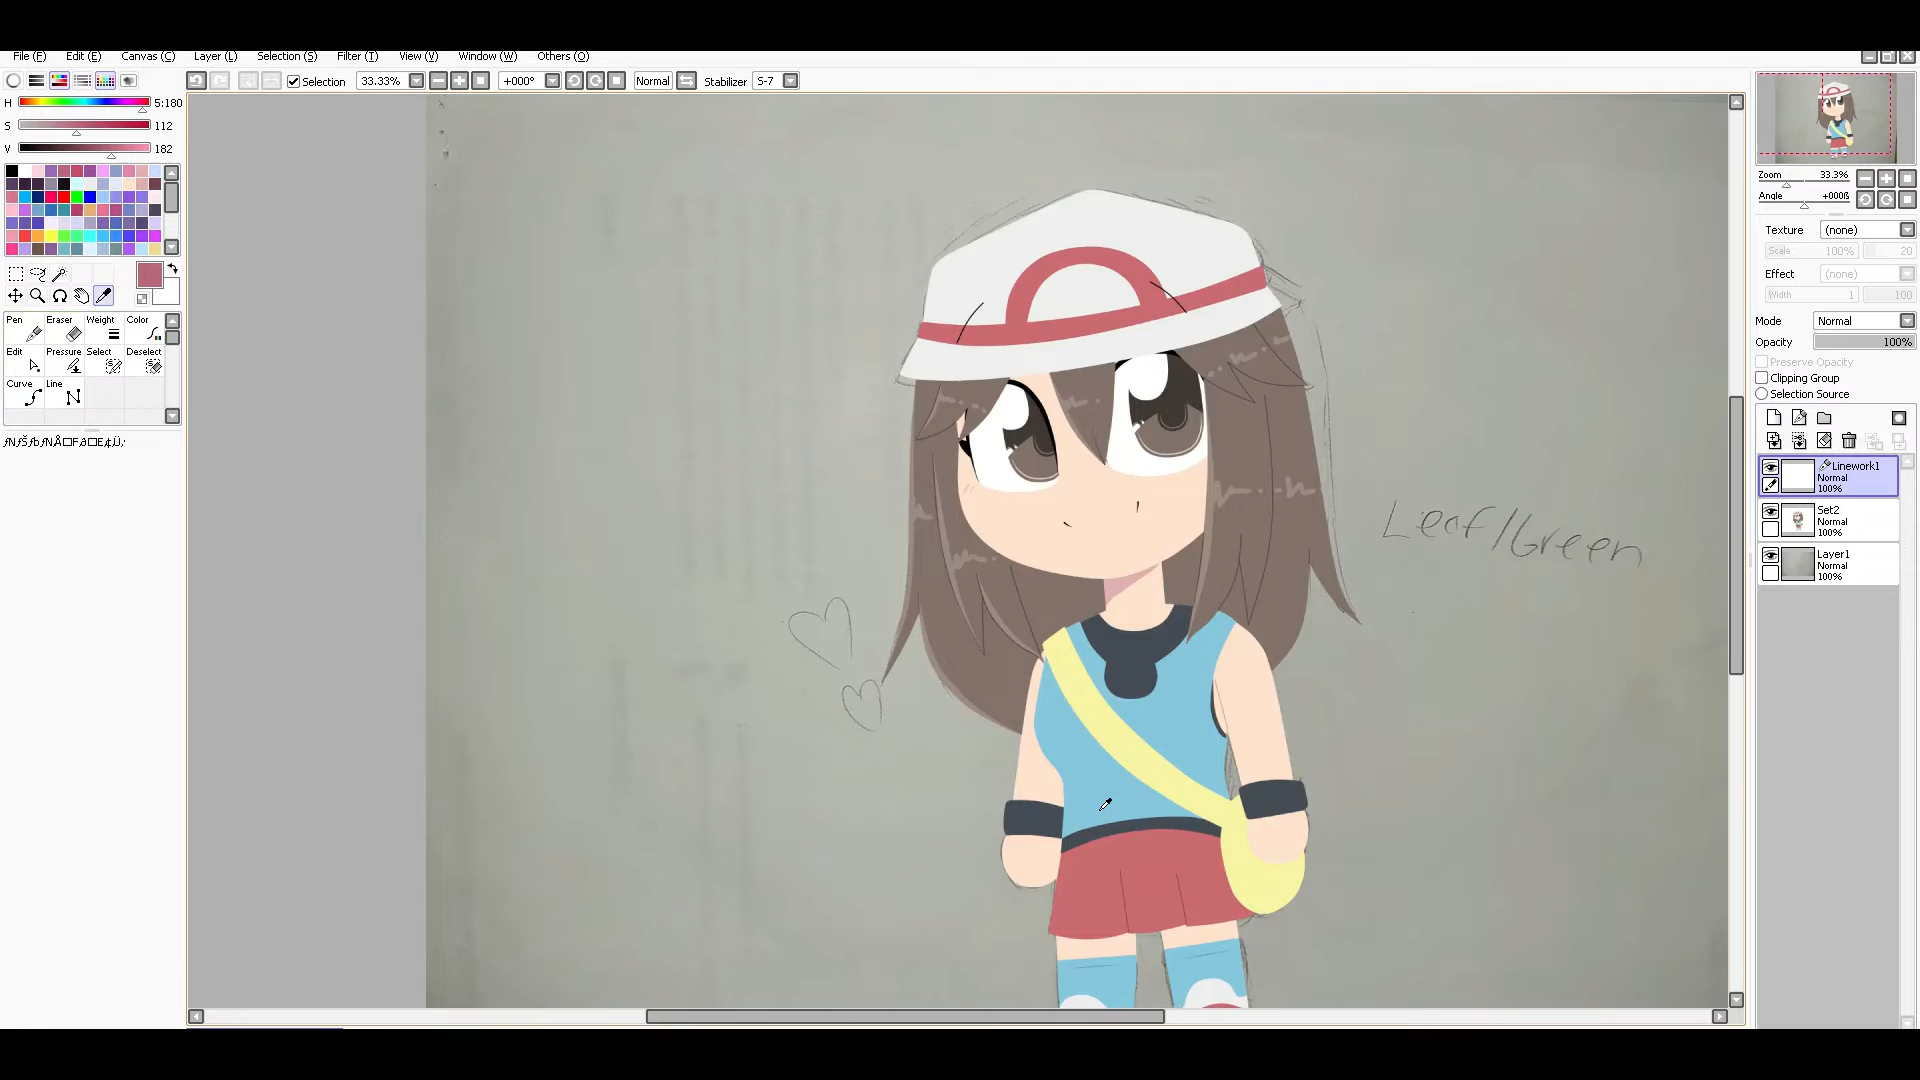 File (F) Edit (E) Canvas (C) Layer (L) Selection (S) Filter (T) View (V) Window (W) Others (O)
Selection 33.33% +000° Normal Stabilizer S-7
H 5:180
S 112
V 182
Pen Eraser Weight Color
Edit Pressure Select Deselect
Curve Line
Leaf/Green
Zoom 33.3%
Angle +000ß
Texture (none)
Scale 100% 20
Effect (none)
Width 1 100
Mode Normal
Opacity 100%
Preserve Opacity
Clipping Group
Selection Source
Linework1
Normal
100%
Set2
Normal
100%
Layer1
Normal
100%